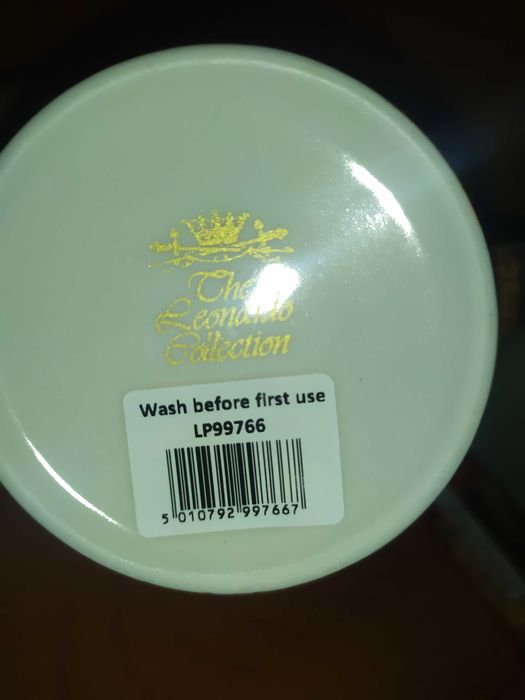 The
Leonardo
Collection
Wash before first use
LP99766
5 010792 997667